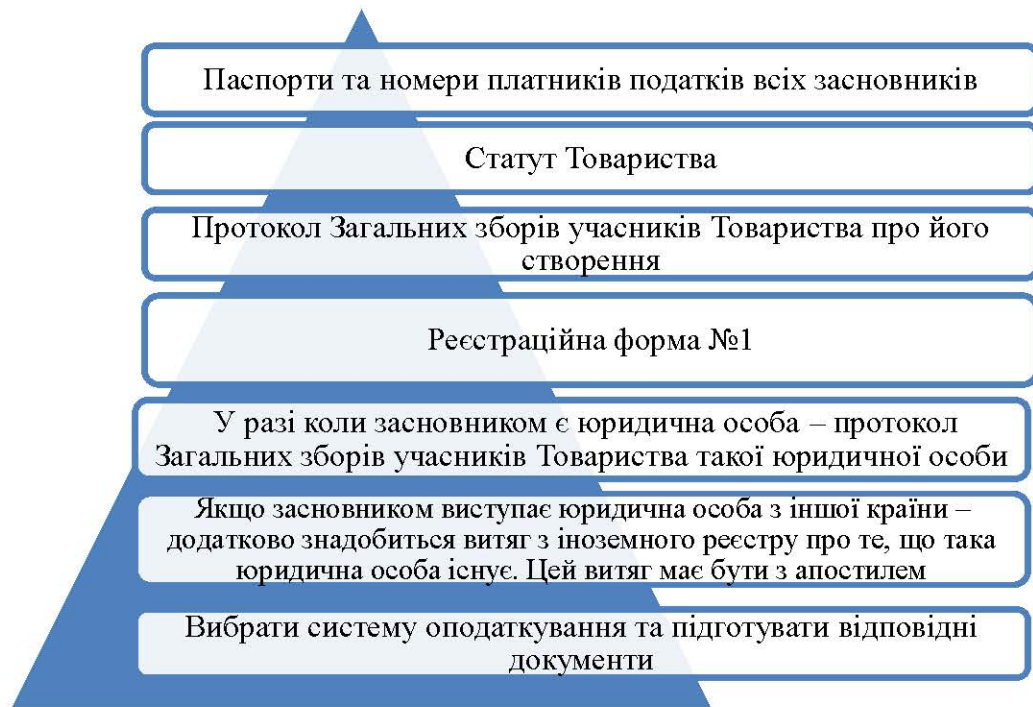 Паспорти та номери платників податків всіх засновників
Статут Товариства
Протокол Загальних зборів учасників Товариства про його
створення
Реєстраційна форма №1
У разі коли засновником є юридична особа – протокол
Загальних зборів учасників Товариства такої юридичної особи
Якщо засновником виступає юридична особа з іншої країни –
додатково знадобиться витяг з іноземного реєстру про те, що така
юридична особа існує. Цей витяг має бути з апостилем
Вибрати систему оподаткування та підготувати відповідні
документи